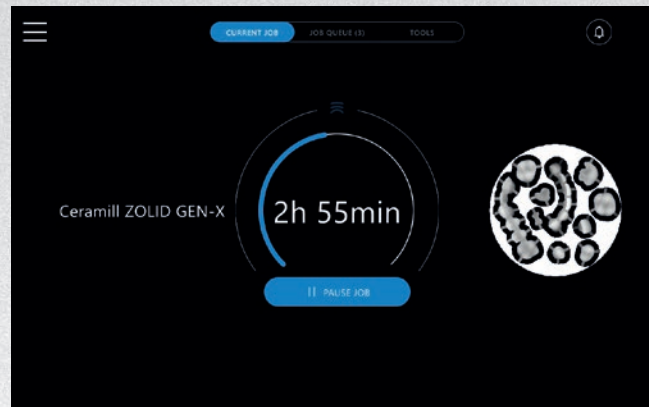 CURRENT JOB
JOB QUEUE (3)
TOOLS
Ceramill ZOLID GEN-X
2h 55min
PAUSE JOB